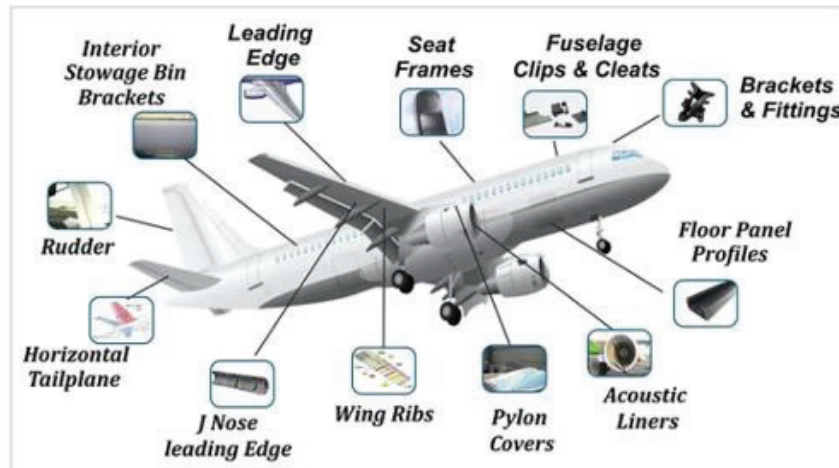 Interior
Stowage Bin
Brackets
Leading
Edge
Seat
Frames
Fuselage
Clips & Cleats
Brackets
& Fittings
Rudder
Floor Panel
Profiles
Horizontal
Tailplane
J Nose
leading Edge
Wing Ribs
Pylon
Covers
Acoustic
Liners